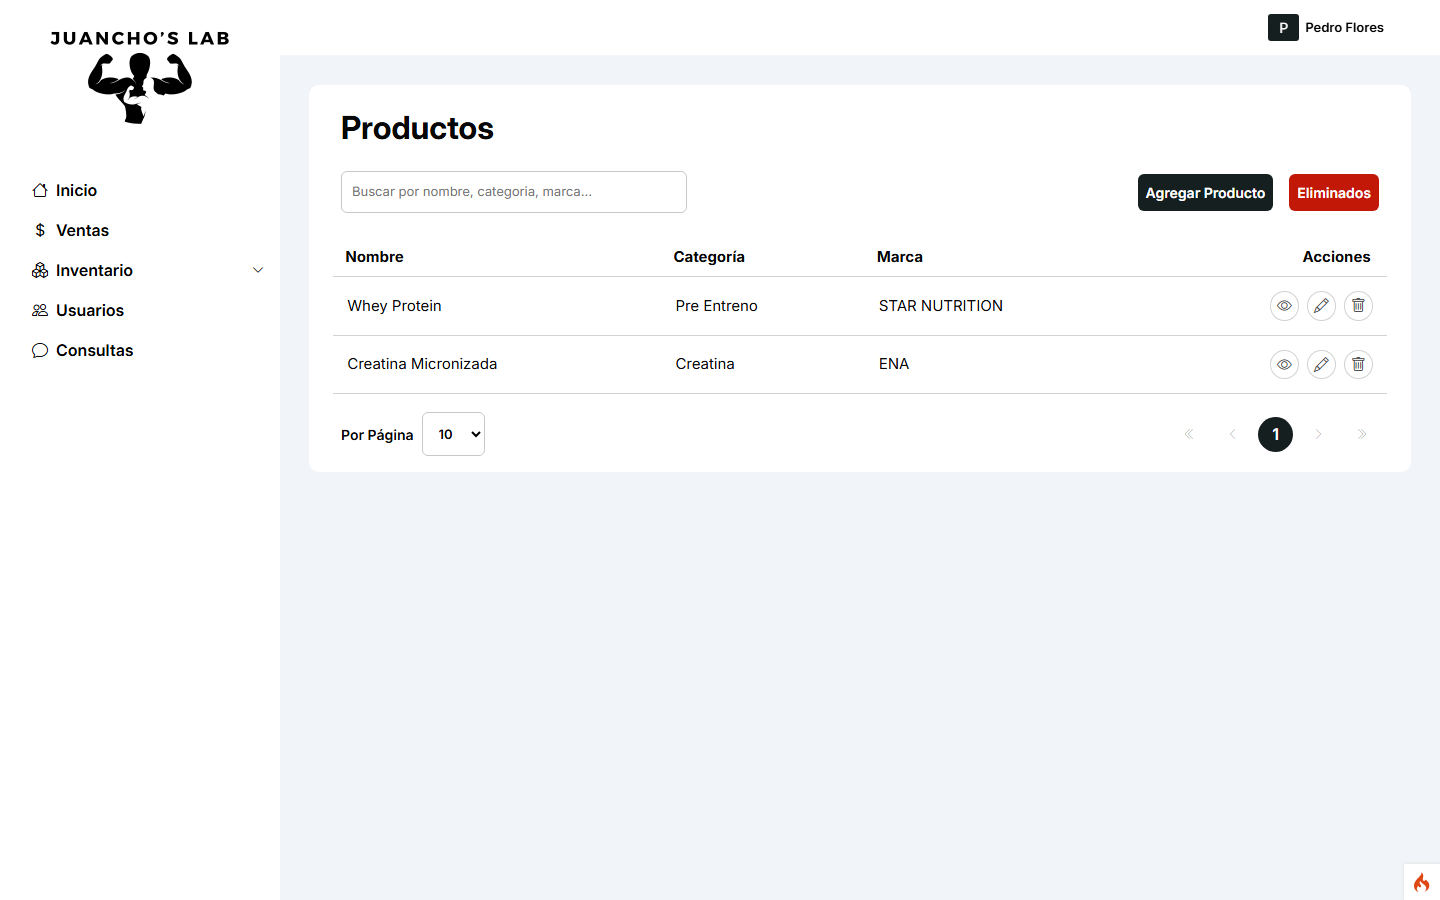 JUANCHO'S LAB
P Pedro Flores
Inicio
$ Ventas
Inventario
Usuarios
Consultas
Productos
Buscar por nombre, categoria, marca...
Agregar Producto
Eliminados
Nombre Categoría Marca Acciones
Whey Protein Pre Entreno STAR NUTRITION
Creatina Micronizada Creatina ENA
Por Página 10
« ‹ 1 › »